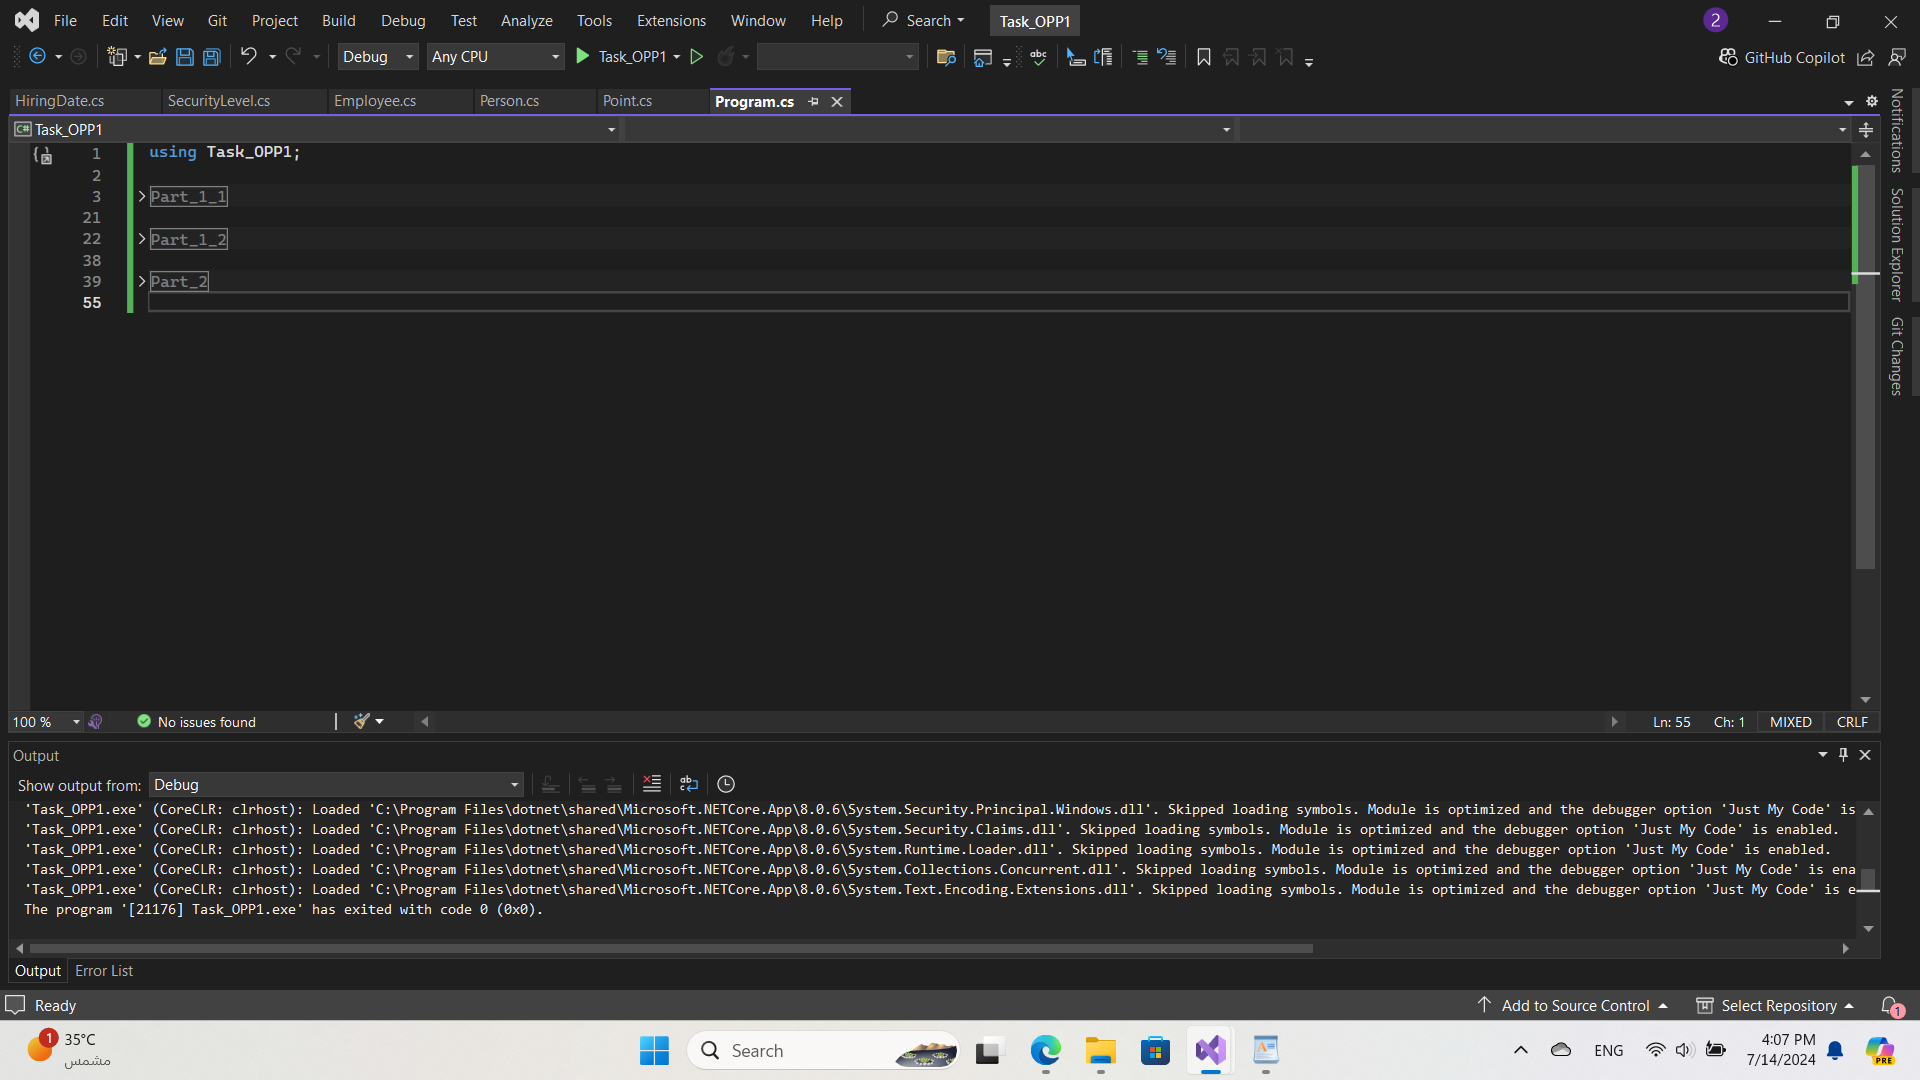 File Edit View Git Project Build Debug Test Analyze Tools Extensions Window Help Search Task_OPP1 2
Debug Any CPU Task_OPP1 abc GitHub Copilot
HiringDate.cs SecurityLevel.cs Employee.cs Person.cs Point.cs Program.cs
C# Task_OPP1
1 using Task_OPP1;
2
3 Part_1_1
21
22 Part_1_2
38
39 Part_2
55
Notifications
Solution Explorer
Git Changes
100 % No issues found Ln: 55 Ch: 1 MIXED CRLF
Output
Show output from: Debug
'Task_OPP1.exe' (CoreCLR: clrhost): Loaded 'C:\Program Files\dotnet\shared\Microsoft.NETCore.App\8.0.6\System.Security.Principal.Windows.dll'. Skipped loading symbols. Module is optimized and the debugger option 'Just My Code' is
'Task_OPP1.exe' (CoreCLR: clrhost): Loaded 'C:\Program Files\dotnet\shared\Microsoft.NETCore.App\8.0.6\System.Security.Claims.dll'. Skipped loading symbols. Module is optimized and the debugger option 'Just My Code' is enabled.
'Task_OPP1.exe' (CoreCLR: clrhost): Loaded 'C:\Program Files\dotnet\shared\Microsoft.NETCore.App\8.0.6\System.Runtime.Loader.dll'. Skipped loading symbols. Module is optimized and the debugger option 'Just My Code' is enabled.
'Task_OPP1.exe' (CoreCLR: clrhost): Loaded 'C:\Program Files\dotnet\shared\Microsoft.NETCore.App\8.0.6\System.Collections.Concurrent.dll'. Skipped loading symbols. Module is optimized and the debugger option 'Just My Code' is ena
'Task_OPP1.exe' (CoreCLR: clrhost): Loaded 'C:\Program Files\dotnet\shared\Microsoft.NETCore.App\8.0.6\System.Text.Encoding.Extensions.dll'. Skipped loading symbols. Module is optimized and the debugger option 'Just My Code' is e
The program '[21176] Task_OPP1.exe' has exited with code 0 (0x0).
Output Error List
Ready Add to Source Control Select Repository 1
1 35°C
مشمس
Search
ENG
4:07 PM
7/14/2024
PRE